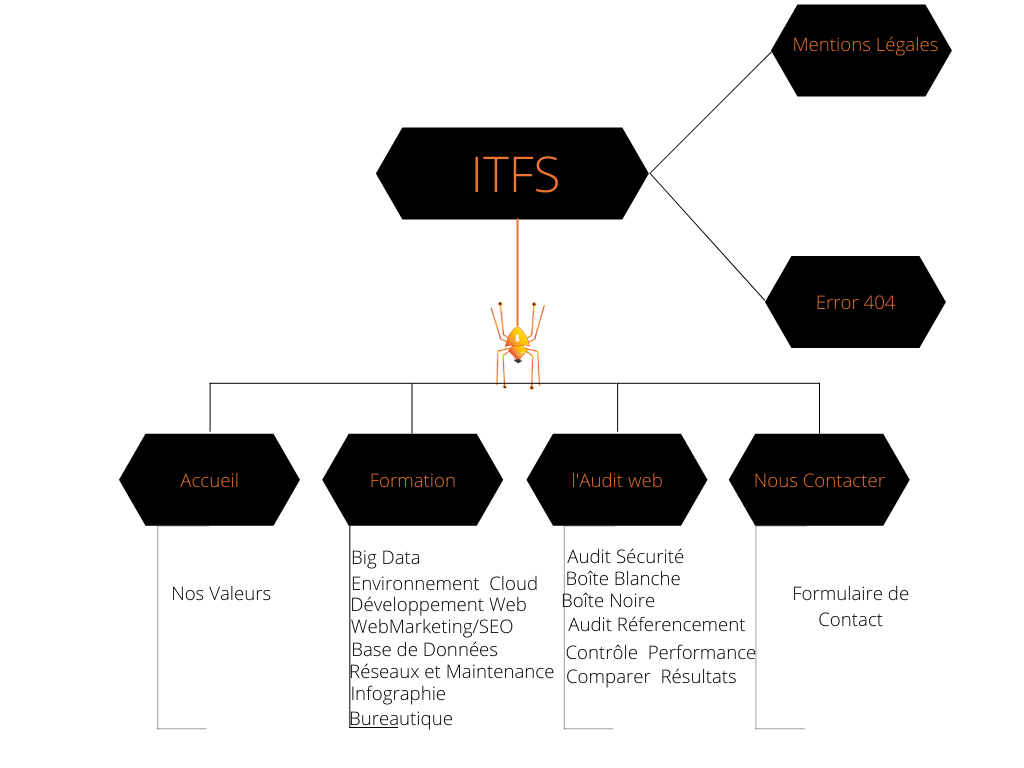 Mentions Légales
ITFS
Error 404
Accueil
Formation
l'Audit web
Nous Contacter
Nos Valeurs
Big Data
Environnement  Cloud
Développement Web
WebMarketing/SEO
Base de Données
Réseaux et Maintenance
Infographie
Bureautique
Audit Sécurité
Boîte Blanche
Boîte Noire
Audit Réferencement
Contrôle  Performance
Comparer  Résultats
Formulaire de
Contact